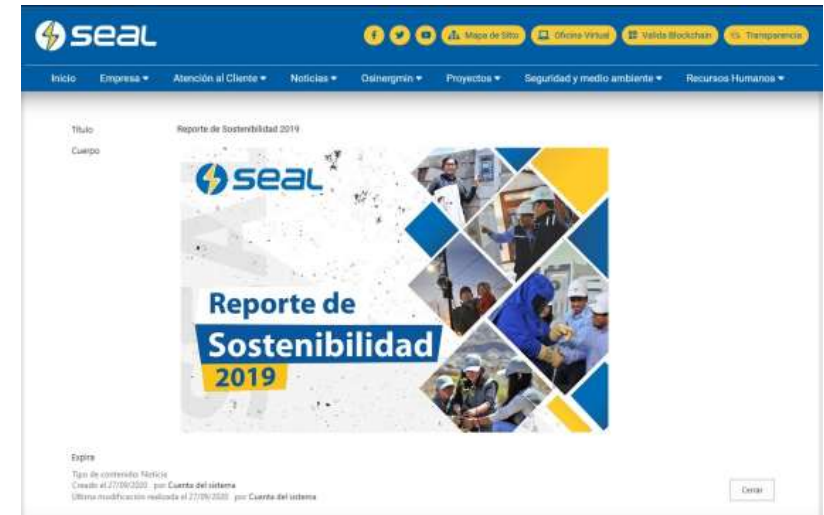 seal
Mapa de Sitio
Oficina Virtual
Valida Blockchain
Transparencia
Inicio
Empresa
Atención al Cliente
Noticias
Osinergmin
Proyectos
Seguridad y medio ambiente
Recursos Humanos
Título
Reporte de Sostenibilidad 2019
Cuerpo
seal
Reporte de
Sostenibilidad
2019
Expira
Tipo de contenido: Noticia
Creado el 27/09/2020 por Cuenta del sistema
Última modificación realizada el 27/09/2020 por Cuenta del sistema
Cerrar